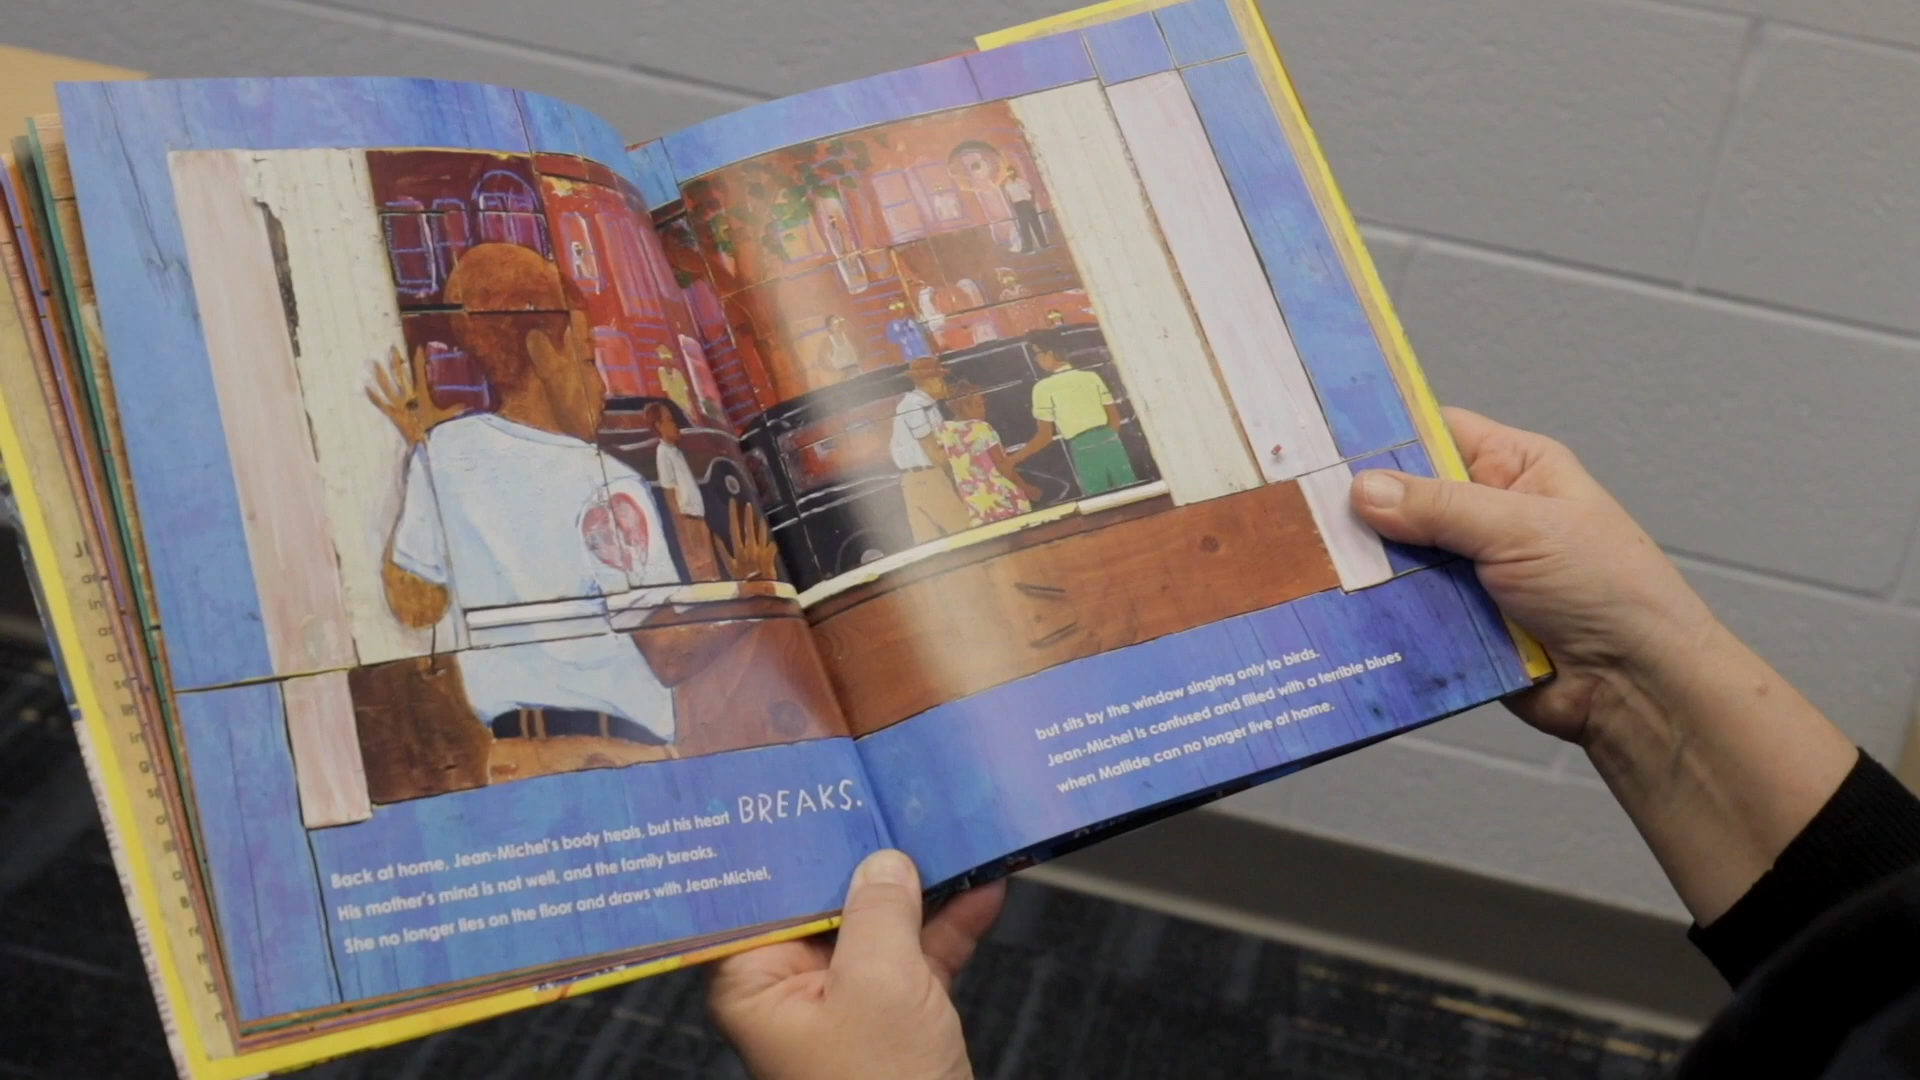 Back at home, Jean-Michel's body heals, but his heart BREAKS.
His mother's mind is not well, and the family breaks.
She no longer lies on the floor and draws with Jean-Michel,
but sits by the window singing only to birds.
Jean-Michel is confused and filled with a terrible blues
when Matilde can no longer live at home.